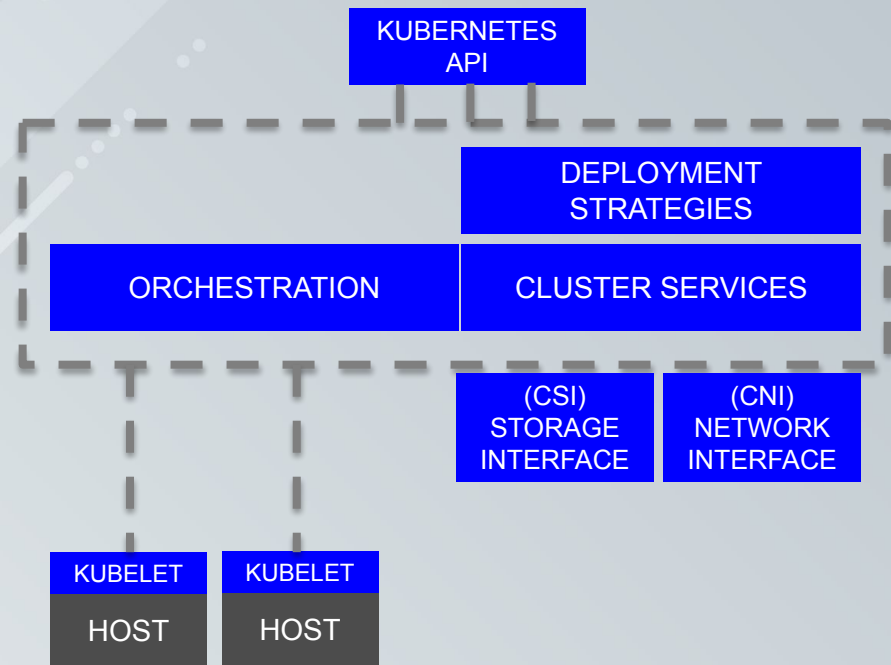 KUBERNETES
API
DEPLOYMENT
STRATEGIES
ORCHESTRATION
CLUSTER SERVICES
(CSI)
STORAGE
INTERFACE
(CNI)
NETWORK
INTERFACE
KUBELET
HOST
KUBELET
HOST